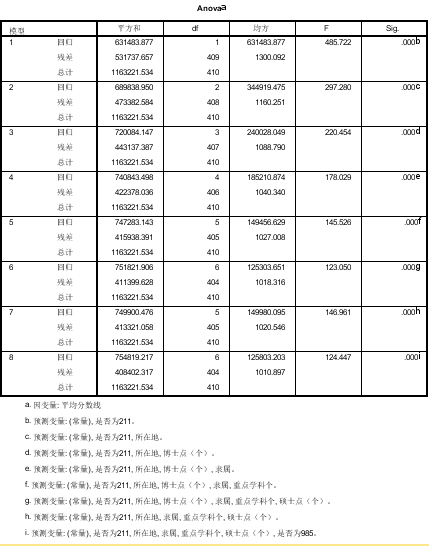 Anovaa
模型 平方和 df 均方 F Sig.
1 回归 631483.877 1 631483.877 485.722 .000b
残差 531737.657 409 1300.092
总计 1163221.534 410
2 回归 689838.950 2 344919.475 297.280 .000c
残差 473382.584 408 1160.251
总计 1163221.534 410
3 回归 720084.147 3 240028.049 220.454 .000d
残差 443137.387 407 1088.790
总计 1163221.534 410
4 回归 740843.498 4 185210.874 178.029 .000e
残差 422378.036 406 1040.340
总计 1163221.534 410
5 回归 747283.143 5 149456.629 145.526 .000f
残差 415938.391 405 1027.008
总计 1163221.534 410
6 回归 751821.906 6 125303.651 123.050 .000g
残差 411399.628 404 1018.316
总计 1163221.534 410
7 回归 749900.476 5 149980.095 146.961 .000h
残差 413321.058 405 1020.546
总计 1163221.534 410
8 回归 754819.217 6 125803.203 124.447 .000i
残差 408402.317 404 1010.897
总计 1163221.534 410
a. 因变量: 平均分数线
b. 预测变量: (常量), 是否为211。
c. 预测变量: (常量), 是否为211, 所在地。
d. 预测变量: (常量), 是否为211, 所在地, 博士点（个）。
e. 预测变量: (常量), 是否为211, 所在地, 博士点（个）, 隶属。
f. 预测变量: (常量), 是否为211, 所在地, 博士点（个）, 隶属, 重点学科个。
g. 预测变量: (常量), 是否为211, 所在地, 博士点（个）, 隶属, 重点学科个, 硕士点（个）。
h. 预测变量: (常量), 是否为211, 所在地, 隶属, 重点学科个, 硕士点（个）。
i. 预测变量: (常量), 是否为211, 所在地, 隶属, 重点学科个, 硕士点（个）, 是否为985。